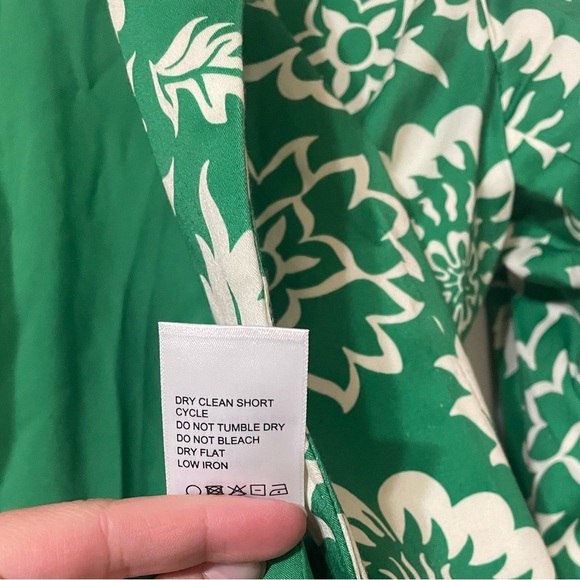 DRY CLEAN SHORT
CYCLE
DO NOT TUMBLE DRY
DO NOT BLEACH
DRY FLAT
LOW IRON